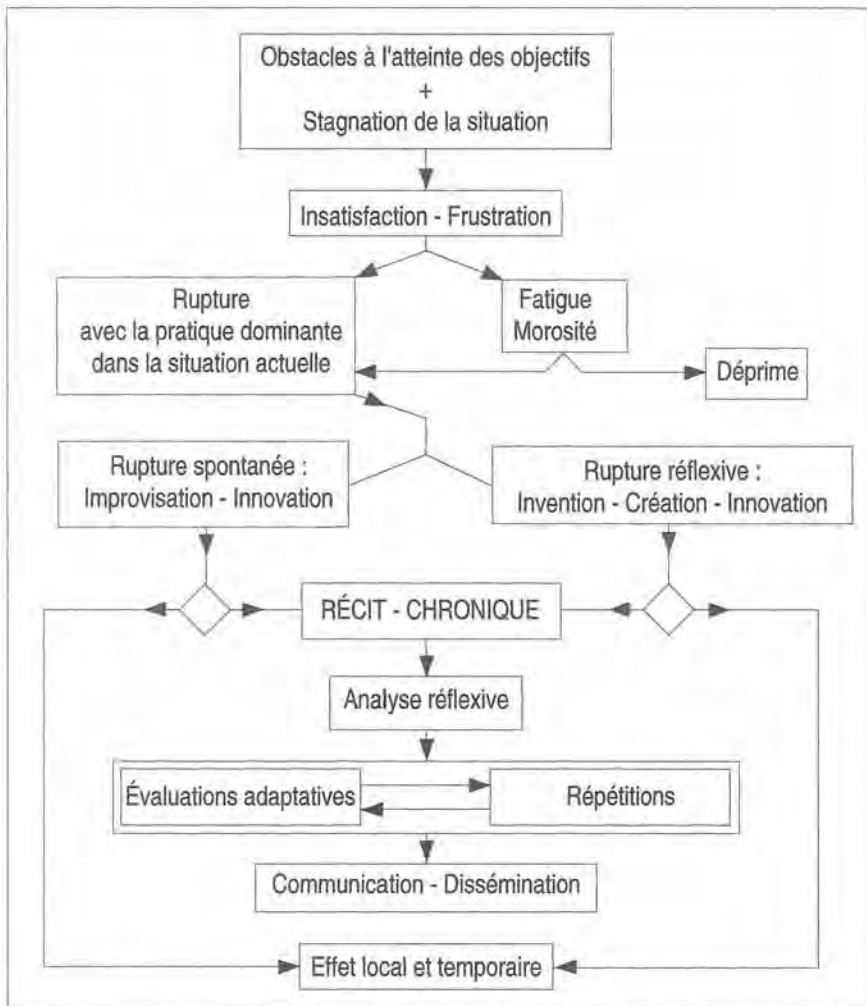 Obstacles à l'atteinte des objectifs
+
Stagnation de la situation
Insatisfaction - Frustration
Rupture
avec la pratique dominante
dans la situation actuelle
Fatigue
Morosité
Déprime
Rupture spontanée :
Improvisation - Innovation
Rupture réflexive :
Invention - Création - Innovation
RÉCIT - CHRONIQUE
Analyse réflexive
Évaluations adaptatives
Répétitions
Communication - Dissémination
Effet local et temporaire